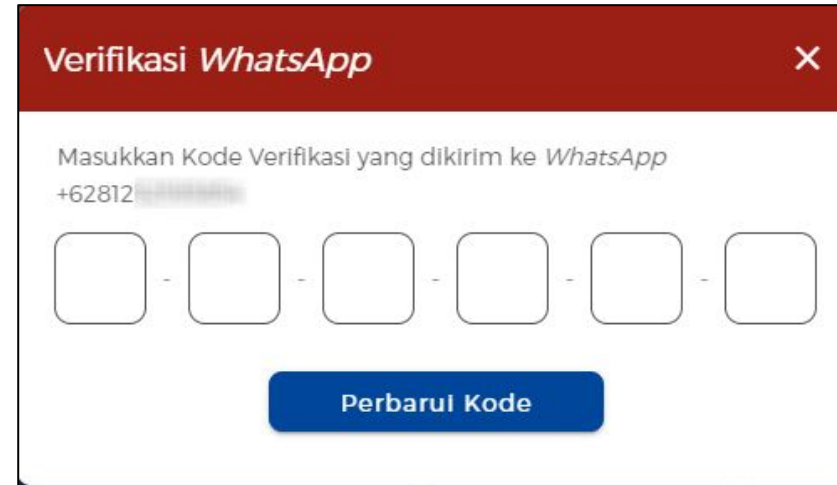 Verifikasi WhatsApp
Masukkan Kode Verifikasi yang dikirim ke WhatsApp
+62812
- - - - -
Perbarui Kode